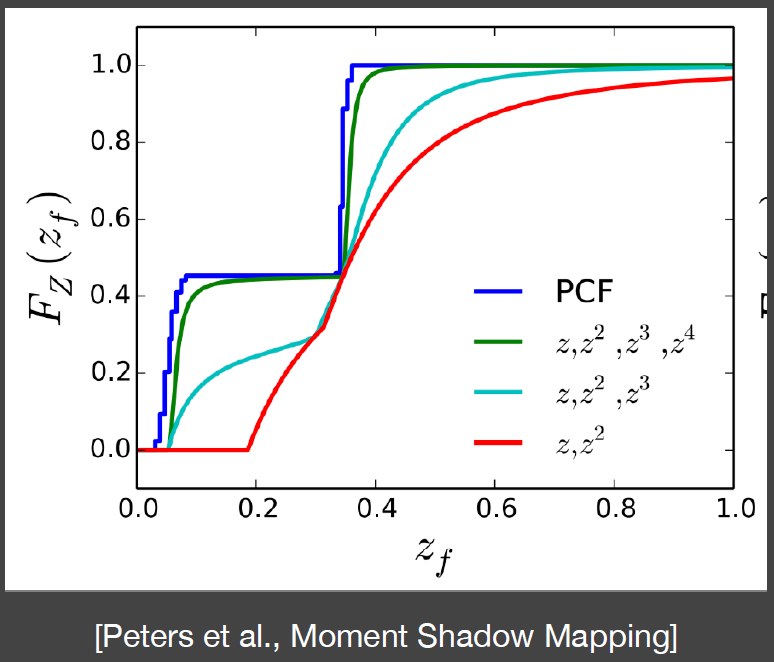 1.0
0.8
0.6
0.4
0.2
0.0
F_Z(z_f)
PCF
z,z² ,z³ ,z⁴
z,z² ,z³
z,z²
0.0 0.2 0.4 0.6 0.8 1.0
z_f
[Peters et al., Moment Shadow Mapping]